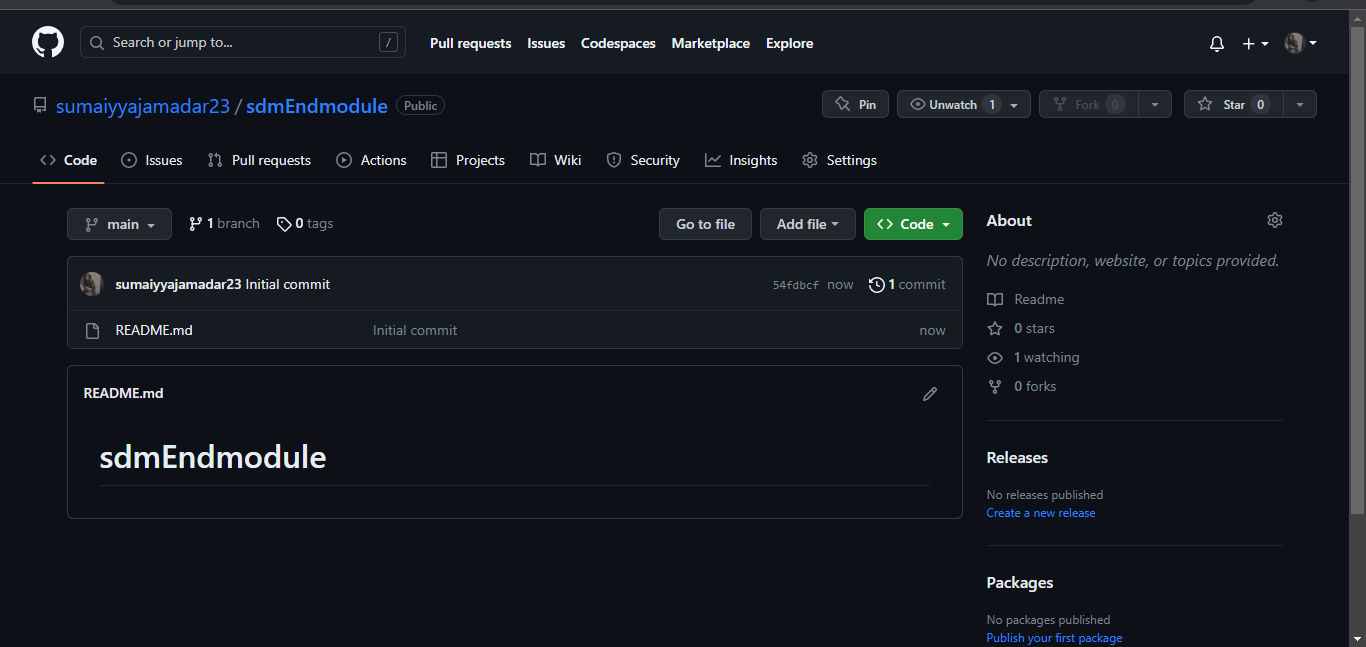 Search or jump to... /
Pull requests Issues Codespaces Marketplace Explore
sumaiyyajamadar23 / sdmEndmodule Public
Pin Unwatch 1 Fork 0 Star 0
Code Issues Pull requests Actions Projects Wiki Security Insights Settings
main 1 branch 0 tags Go to file Add file Code
sumaiyyajamadar23 Initial commit 54fdbcf now 1 commit
README.md Initial commit now
README.md
sdmEndmodule
About
No description, website, or topics provided.
Readme
0 stars
1 watching
0 forks
Releases
No releases published
Create a new release
Packages
No packages published
Publish your first package